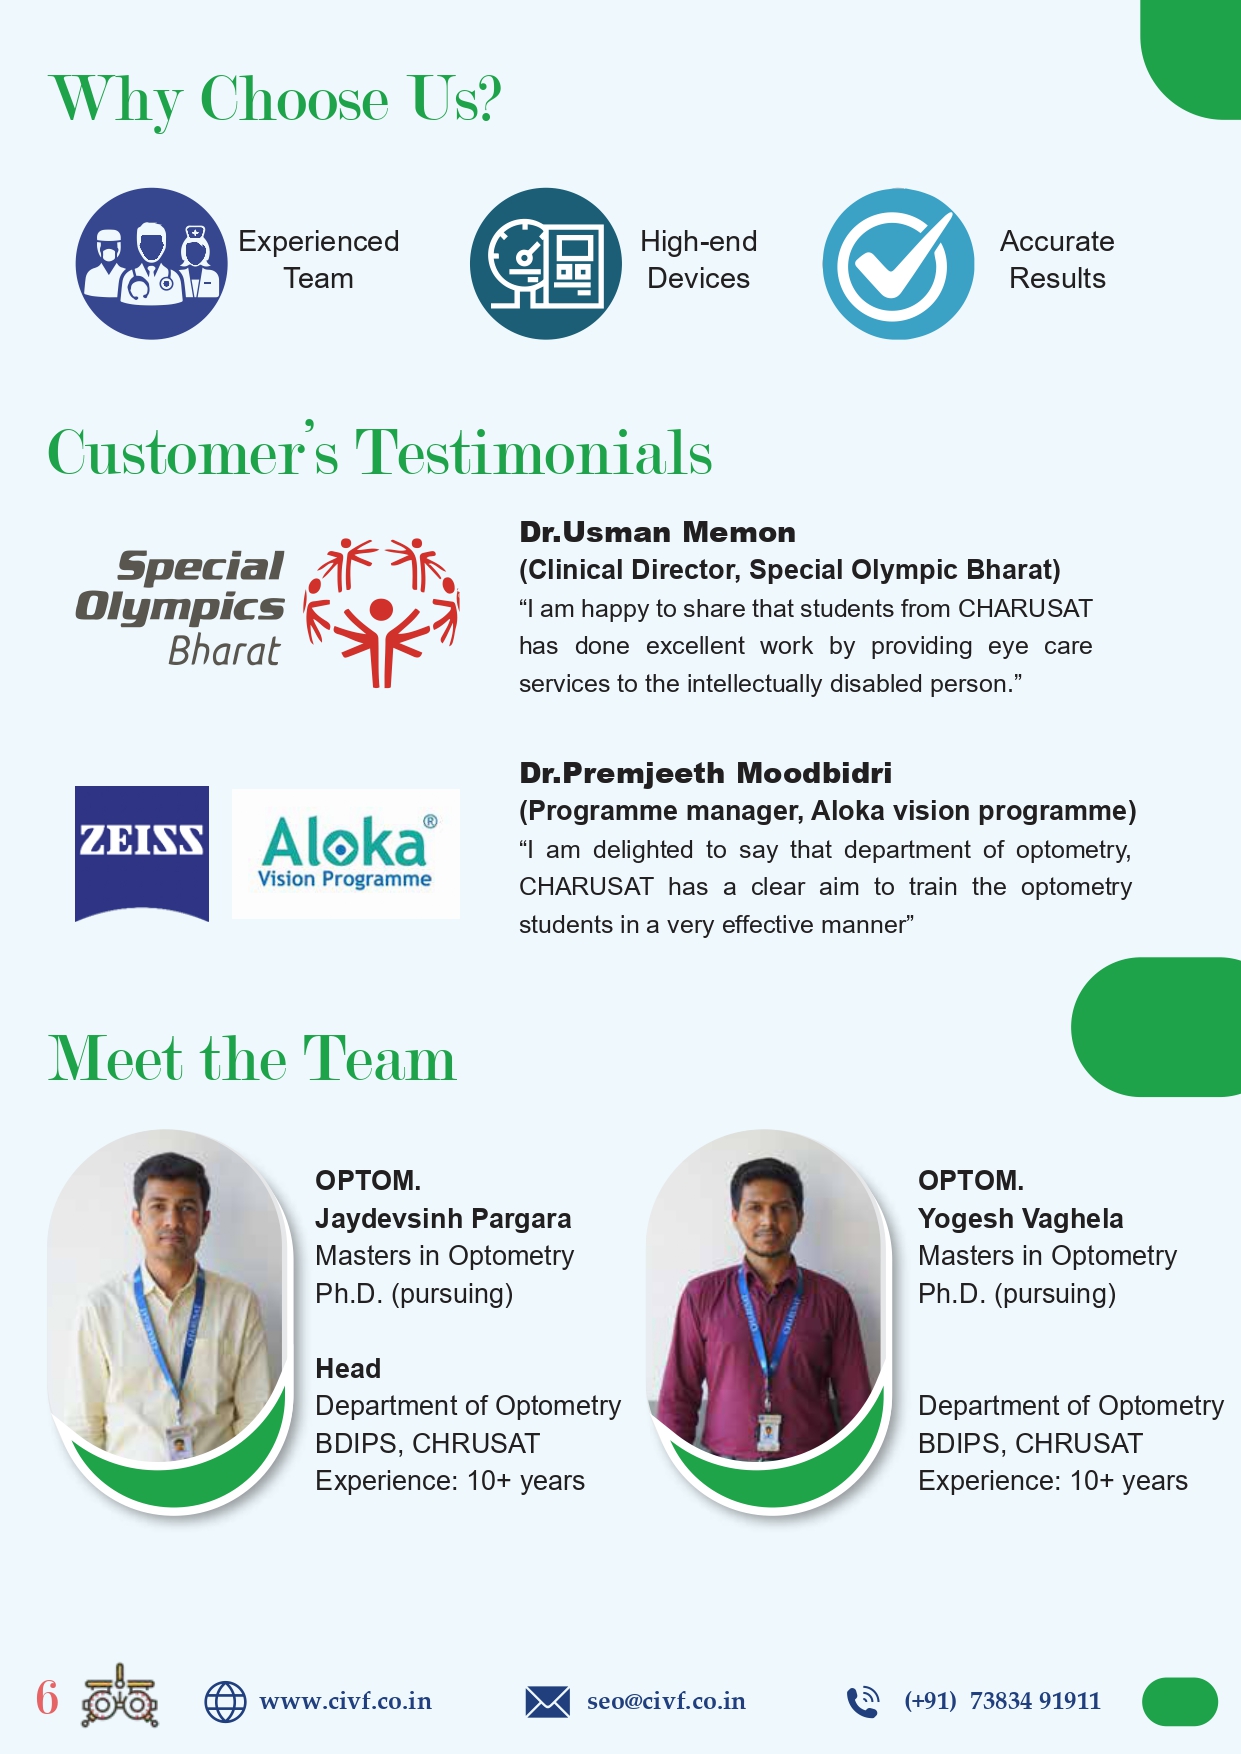 Why Choose Us?
Experienced
Team
High-end
Devices
Accurate
Results
Customer's Testimonials
Special
Olympics
Bharat
Dr.Usman Memon
(Clinical Director, Special Olympic Bharat)
“I am happy to share that students from CHARUSAT
has done excellent work by providing eye care
services to the intellectually disabled person.”
ZEISS
Aloka®
Vision Programme
Dr.Premjeeth Moodbidri
(Programme manager, Aloka vision programme)
“I am delighted to say that department of optometry,
CHARUSAT has a clear aim to train the optometry
students in a very effective manner”
Meet the Team
OPTOM.
Jaydevsinh Pargara
Masters in Optometry
Ph.D. (pursuing)
Head
Department of Optometry
BDIPS, CHRUSAT
Experience: 10+ years
OPTOM.
Yogesh Vaghela
Masters in Optometry
Ph.D. (pursuing)
Department of Optometry
BDIPS, CHRUSAT
Experience: 10+ years
6
www.civf.co.in
seo@civf.co.in
(+91) 73834 91911